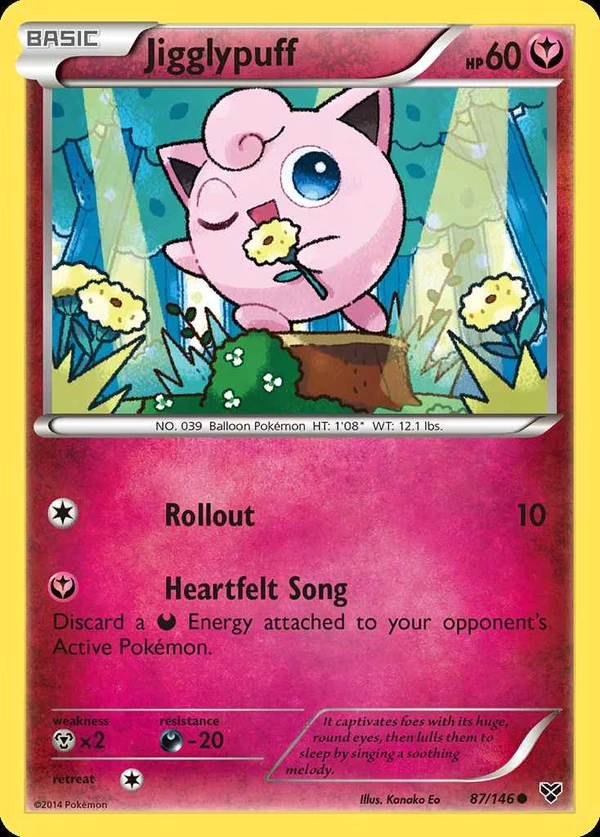 BASIC
Jigglypuff
HP60
NO. 039 Balloon Pokémon HT: 1'08" WT: 12.1 lbs.
Rollout 10
Heartfelt Song
Discard a Energy attached to your opponent's
Active Pokémon.
weakness resistance
×2 -20
retreat
It captivates foes with its huge,
round eyes, then lulls them to
sleep by singing a soothing
melody.
©2014 Pokémon
Illus. Kanako Eo 87/146